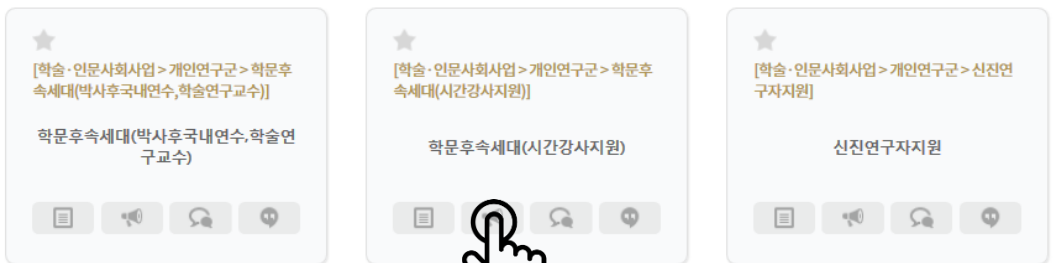 [학술·인문사회사업 > 개인연구군 > 학문후
속세대(박사후국내연수,학술연구교수)]
학문후속세대(박사후국내연수,학술연
구교수)
[학술·인문사회사업 > 개인연구군 > 학문후
속세대(시간강사지원)]
학문후속세대(시간강사지원)
[학술·인문사회사업 > 개인연구군 > 신진연
구자지원]
신진연구자지원